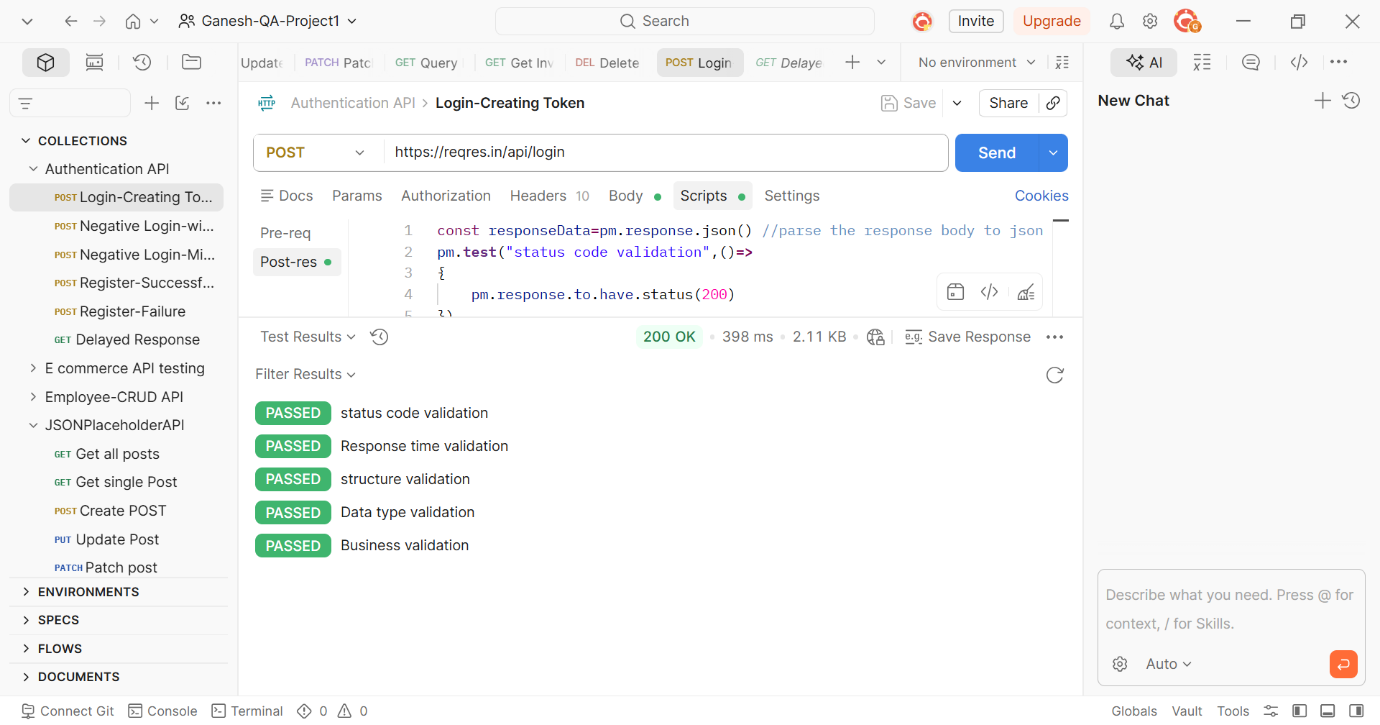 Ganesh-QA-Project1
Search
Invite
Upgrade
Update
PATCH Patc
GET Query
GET Get Inv
DEL Delete
POST Login
GET Delaye
No environment
AI
HTTP
Authentication API > Login-Creating Token
Save
Share
New Chat
COLLECTIONS
Authentication API
POST Login-Creating To...
POST Negative Login-wi...
POST Negative Login-Mi...
POST Register-Successf...
POST Register-Failure
GET Delayed Response
E commerce API testing
Employee-CRUD API
JSONPlaceholderAPI
GET Get all posts
GET Get single Post
POST Create POST
PUT Update Post
PATCH Patch post
ENVIRONMENTS
SPECS
FLOWS
DOCUMENTS
POST
https://reqres.in/api/login
Send
Docs
Params
Authorization
Headers 10
Body
Scripts
Settings
Cookies
Pre-req
Post-res
1 const responseData=pm.response.json() //parse the response body to json
2 pm.test("status code validation",()=>
3 {
4 pm.response.to.have.status(200)
5 })
Test Results
200 OK
398 ms
2.11 KB
e.g. Save Response
Filter Results
PASSED status code validation
PASSED Response time validation
PASSED structure validation
PASSED Data type validation
PASSED Business validation
Describe what you need. Press @ for
context, / for Skills.
Auto
Connect Git
Console
Terminal
0
0
Globals
Vault
Tools